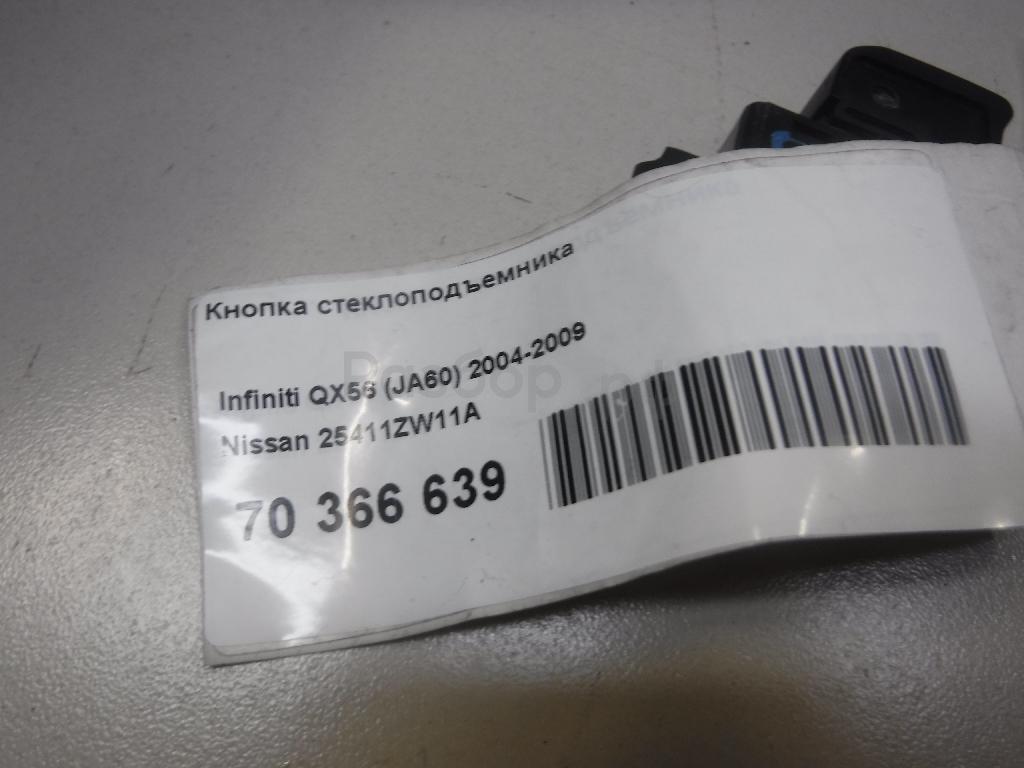 Кнопка стеклоподъемника
Infiniti QX56 (JA60) 2004-2009
Nissan 25411ZW11A
70 366 639